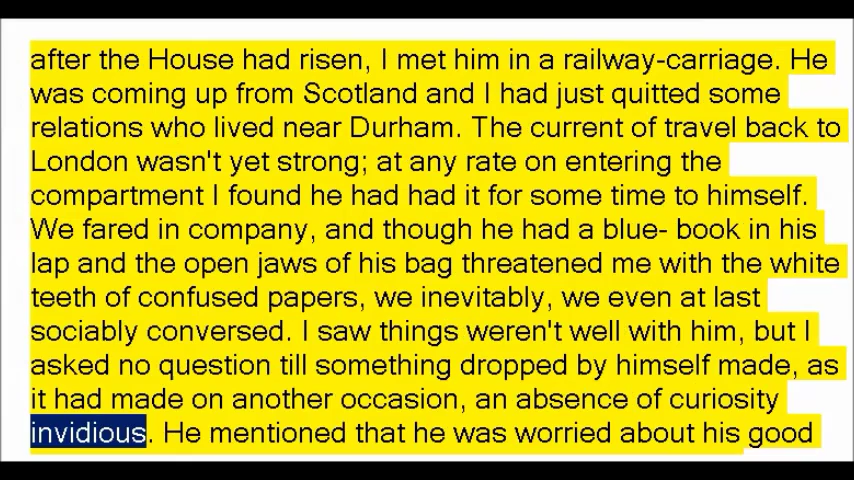 after the House had risen, I met him in a railway-carriage. He
was coming up from Scotland and I had just quitted some
relations who lived near Durham. The current of travel back to
London wasn't yet strong; at any rate on entering the
compartment I found he had had it for some time to himself.
We fared in company, and though he had a blue- book in his
lap and the open jaws of his bag threatened me with the white
teeth of confused papers, we inevitably, we even at last
sociably conversed. I saw things weren't well with him, but I
asked no question till something dropped by himself made, as
it had made on another occasion, an absence of curiosity
invidious. He mentioned that he was worried about his good